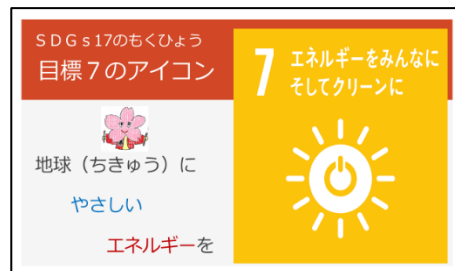 SDGs17のもくひょう
目標７のアイコン
地球（ちきゅう）に
やさしい
エネルギーを
7
エネルギーをみんなに
そしてクリーンに